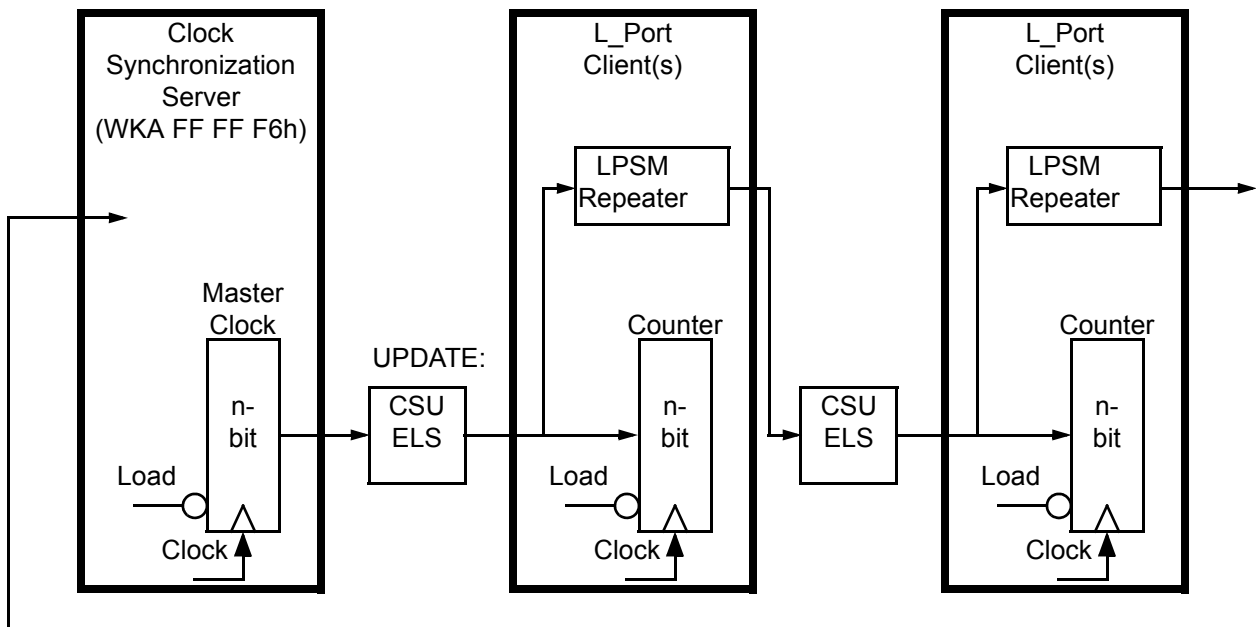 Clock
Synchronization
Server
(WKA FF FF F6h)
Master
Clock
n-
bit
Load
Clock
UPDATE:
CSU
ELS
L_Port
Client(s)
LPSM
Repeater
Counter
n-
bit
Load
Clock
CSU
ELS
L_Port
Client(s)
LPSM
Repeater
Counter
n-
bit
Load
Clock